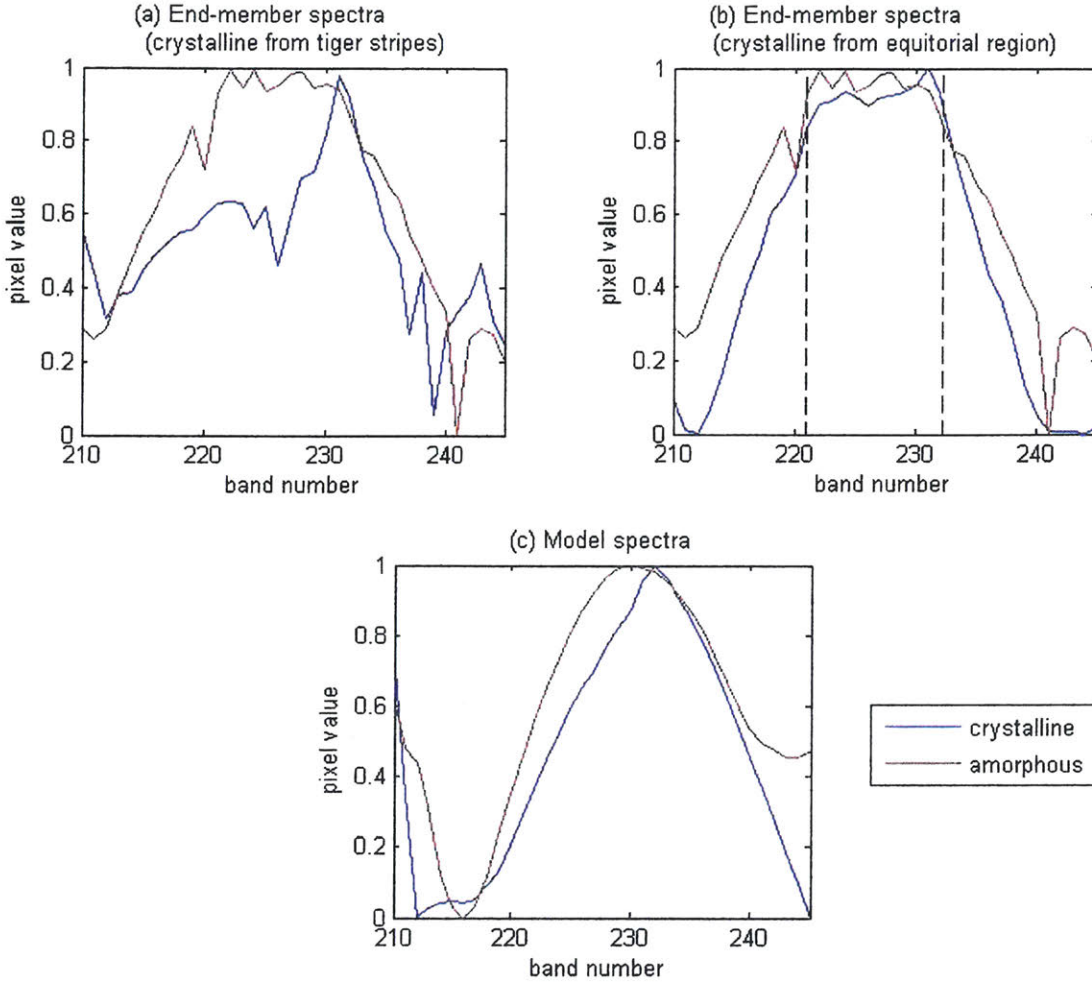 (a) End-member spectra
(crystalline from tiger stripes)
1
0.8
0.6
0.4
0.2
0
210
220
230
240
pixel value
band number
(b) End-member spectra
(crystalline from equitorial region)
1
0.8
0.6
0.4
0.2
0
210
220
230
240
pixel value
band number
(c) Model spectra
1
0.8
0.6
0.4
0.2
0
210
220
230
240
pixel value
band number
crystalline
amorphous